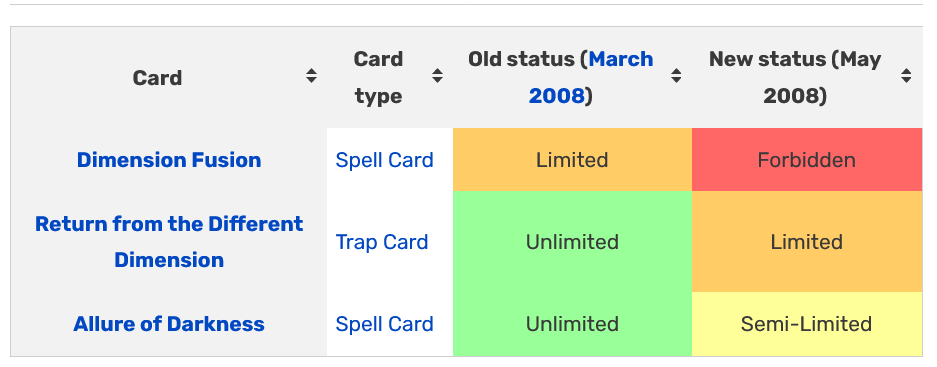 Card	Card type	Old status (March 2008)	New status (May 2008)
Dimension Fusion	Spell Card	Limited	Forbidden
Return from the Different Dimension	Trap Card	Unlimited	Limited
Allure of Darkness	Spell Card	Unlimited	Semi-Limited